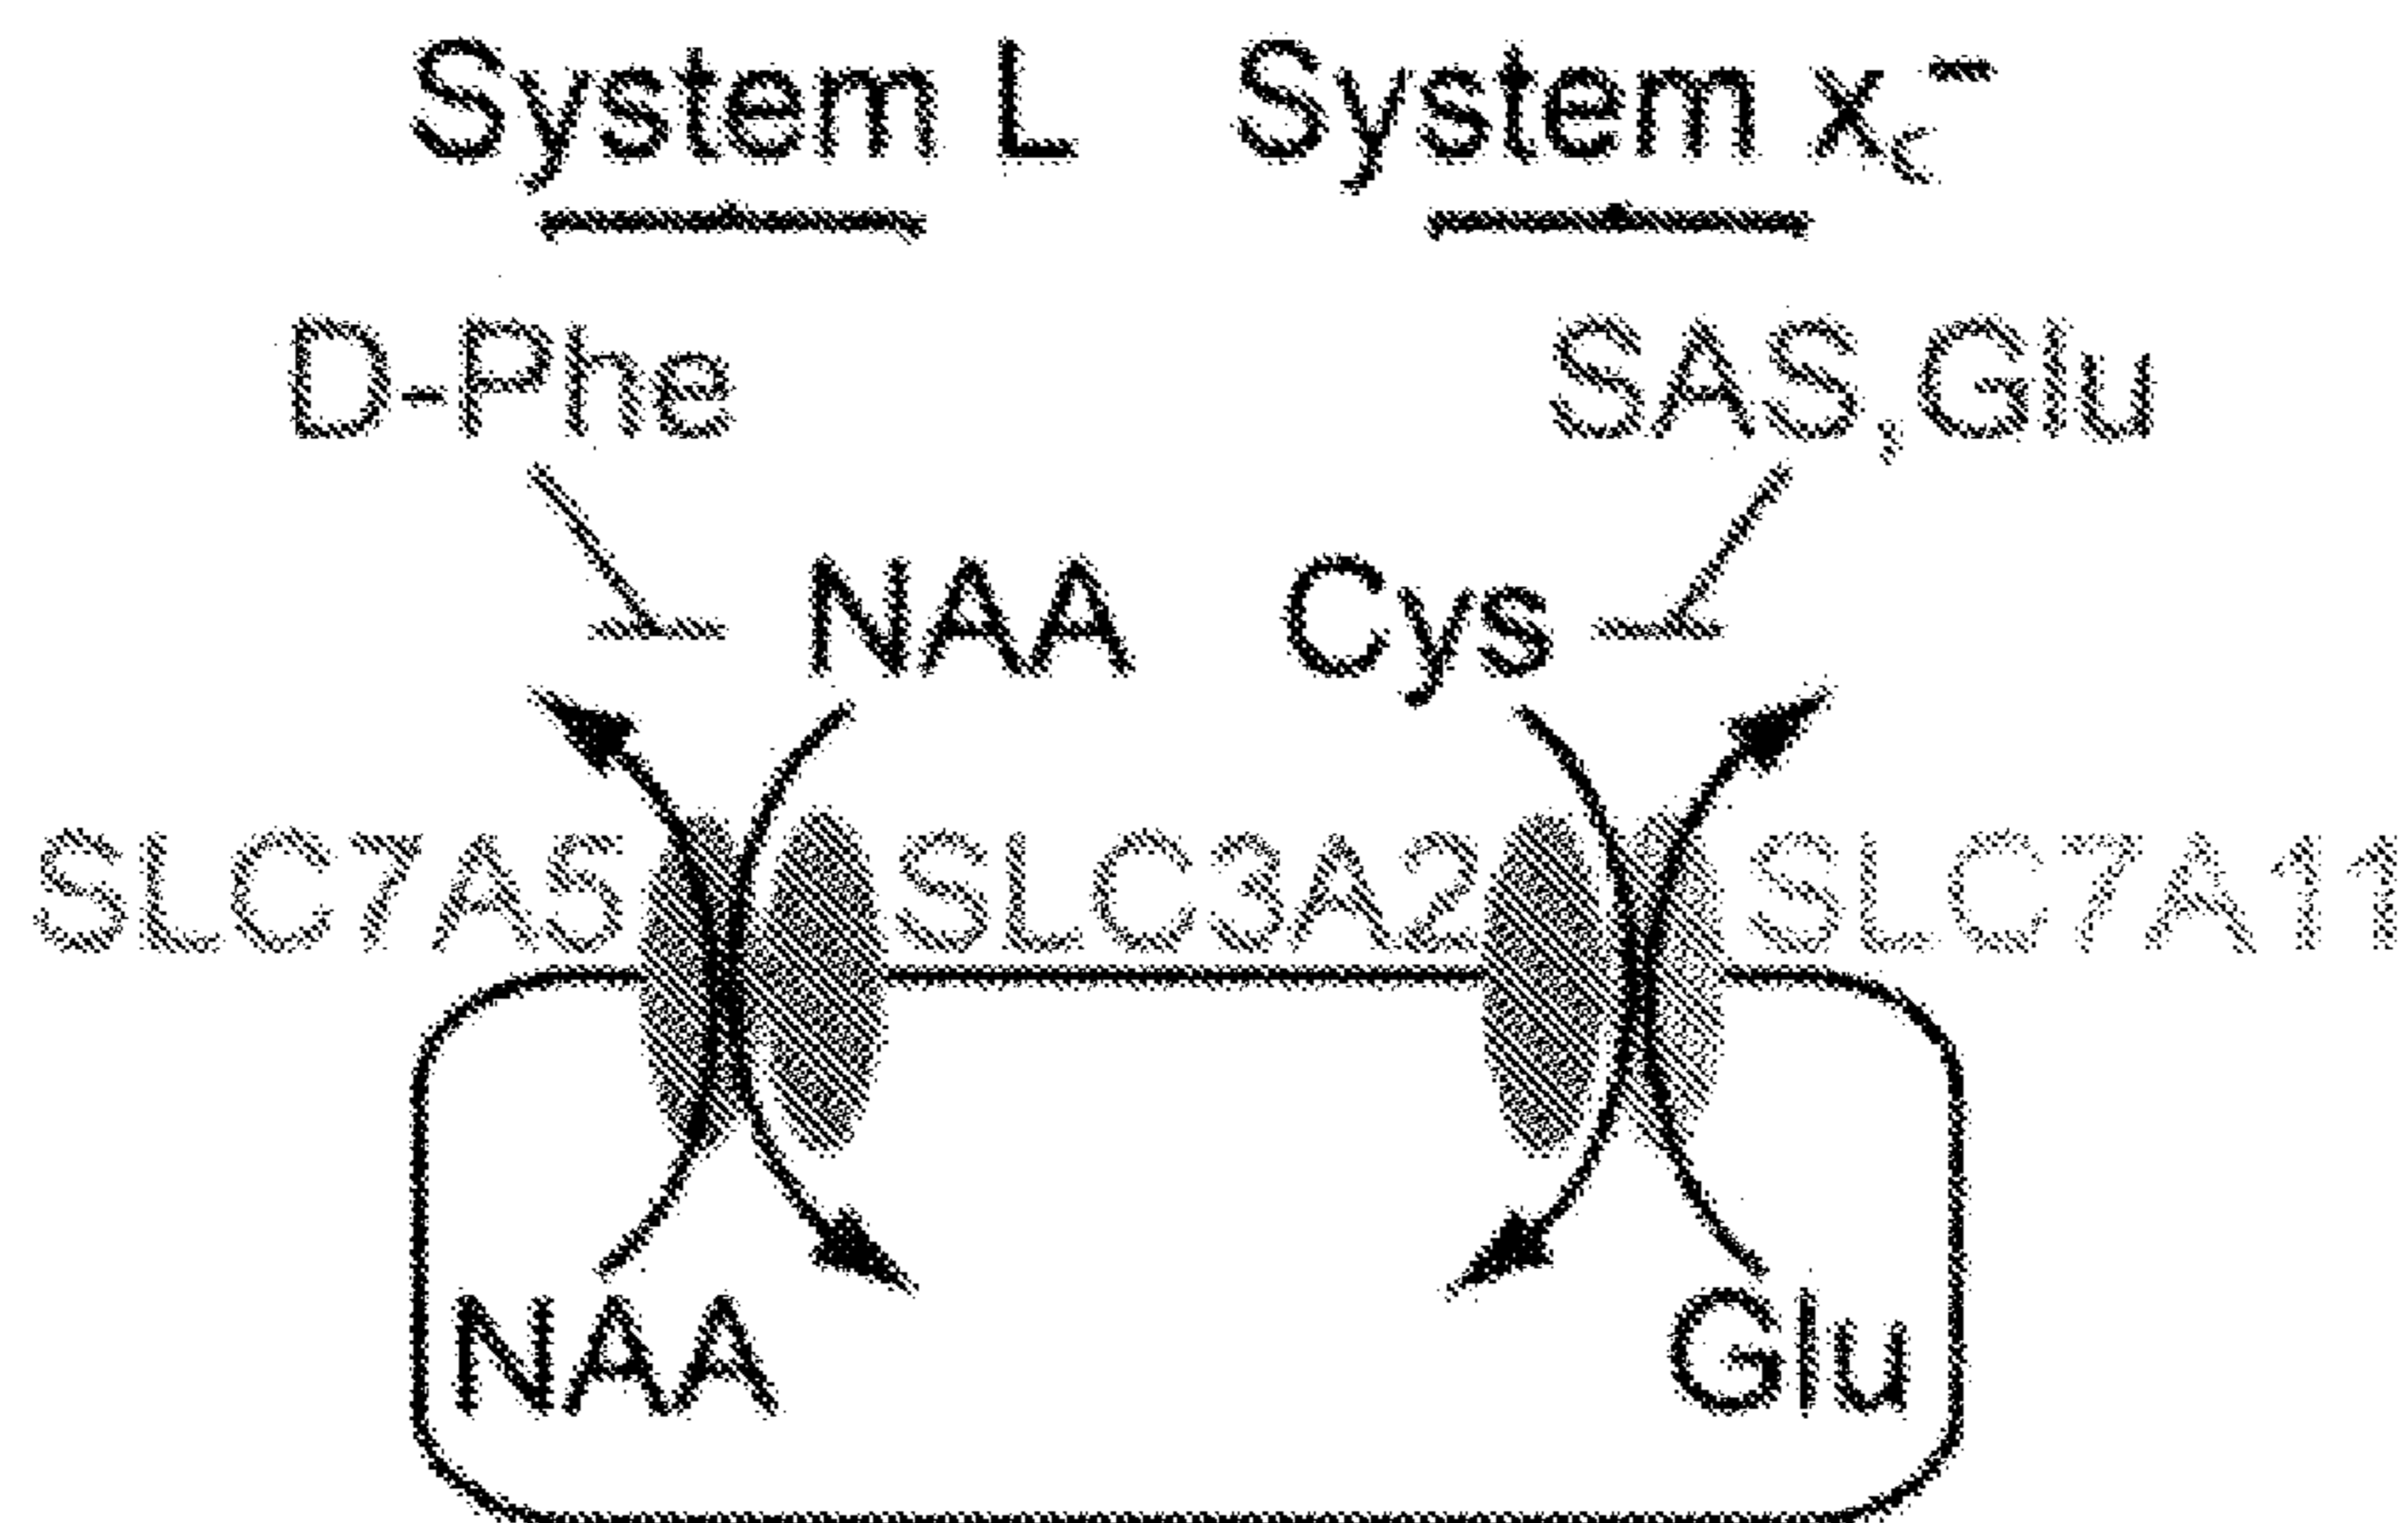 System L System xc⁻
D-Phe SAS,Glu
NAA Cys
SLC7A5 SLC3A2 SLC7A11
NAA Glu